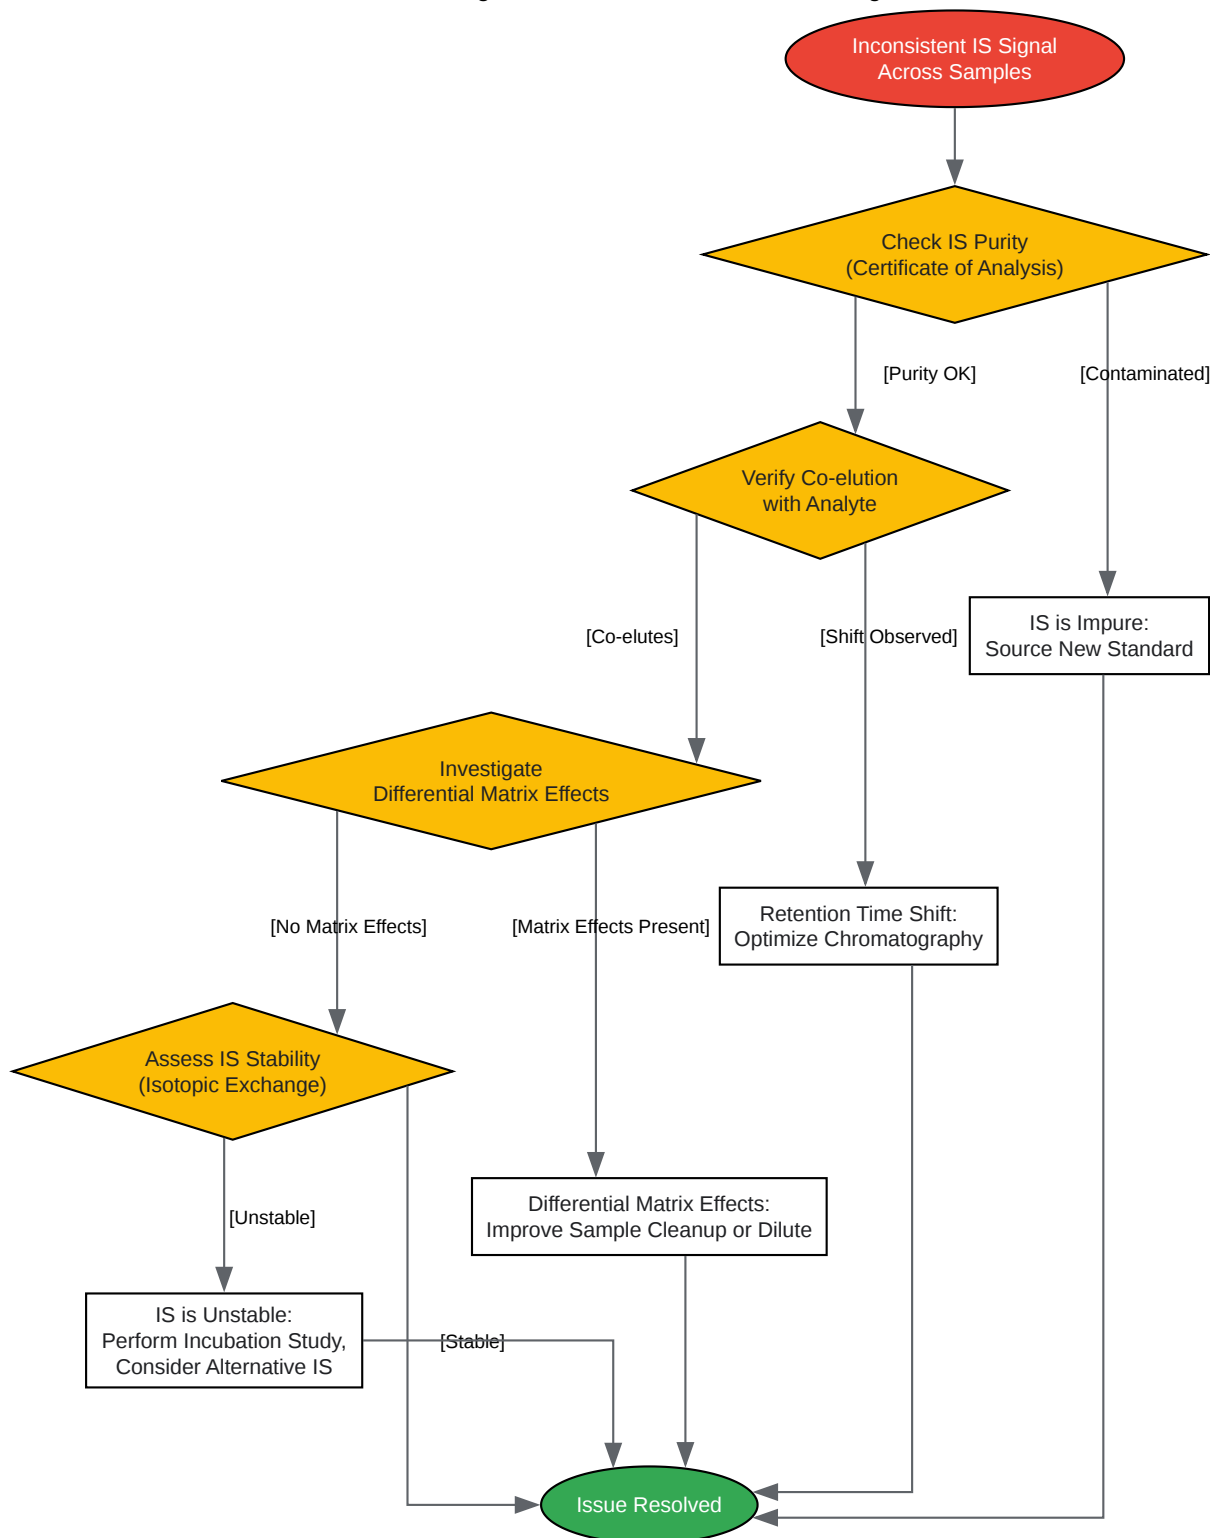 Inconsistent IS Signal
Across Samples
Check IS Purity
(Certificate of Analysis)
[Purity OK]
[Contaminated]
Verify Co-elution
with Analyte
[Co-elutes]
[Shift Observed]
IS is Impure:
Source New Standard
Investigate
Differential Matrix Effects
[No Matrix Effects]
[Matrix Effects Present]
Retention Time Shift:
Optimize Chromatography
Assess IS Stability
(Isotopic Exchange)
[Unstable]
Differential Matrix Effects:
Improve Sample Cleanup or Dilute
IS is Unstable:
Perform Incubation Study,
Consider Alternative IS
[Stable]
Issue Resolved